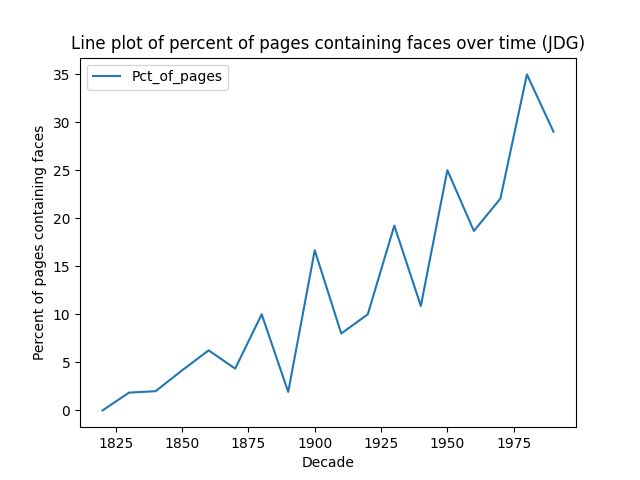 Line plot of percent of pages containing faces over time (JDG)
Pct_of_pages
35
30
25
20
15
10
5
0
Percent of pages containing faces
1825 1850 1875 1900 1925 1950 1975
Decade